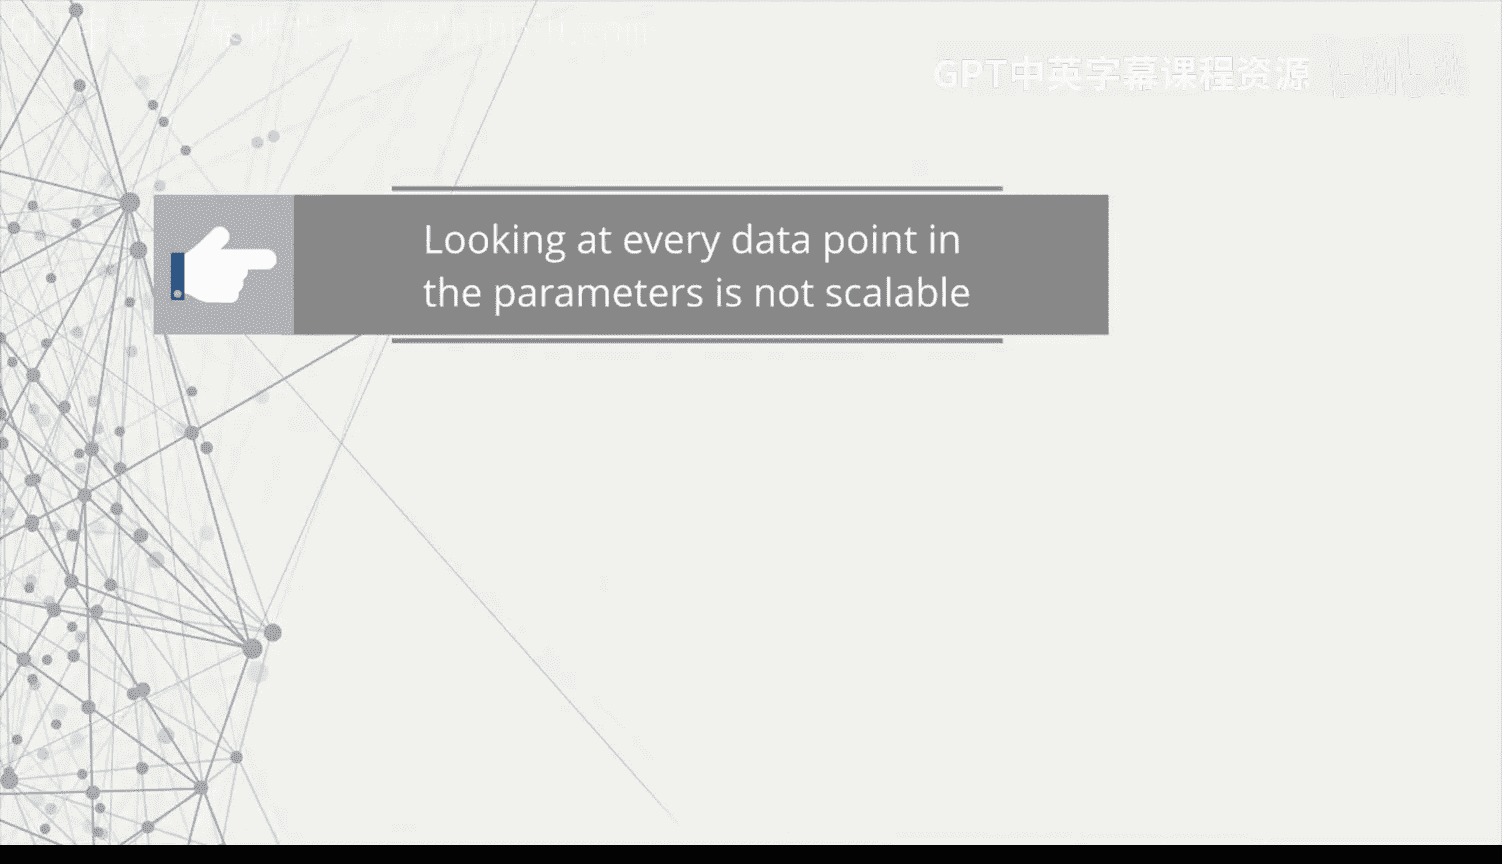 GPT中英字幕课程资源
Looking at every data point in
the parameters is not scalable